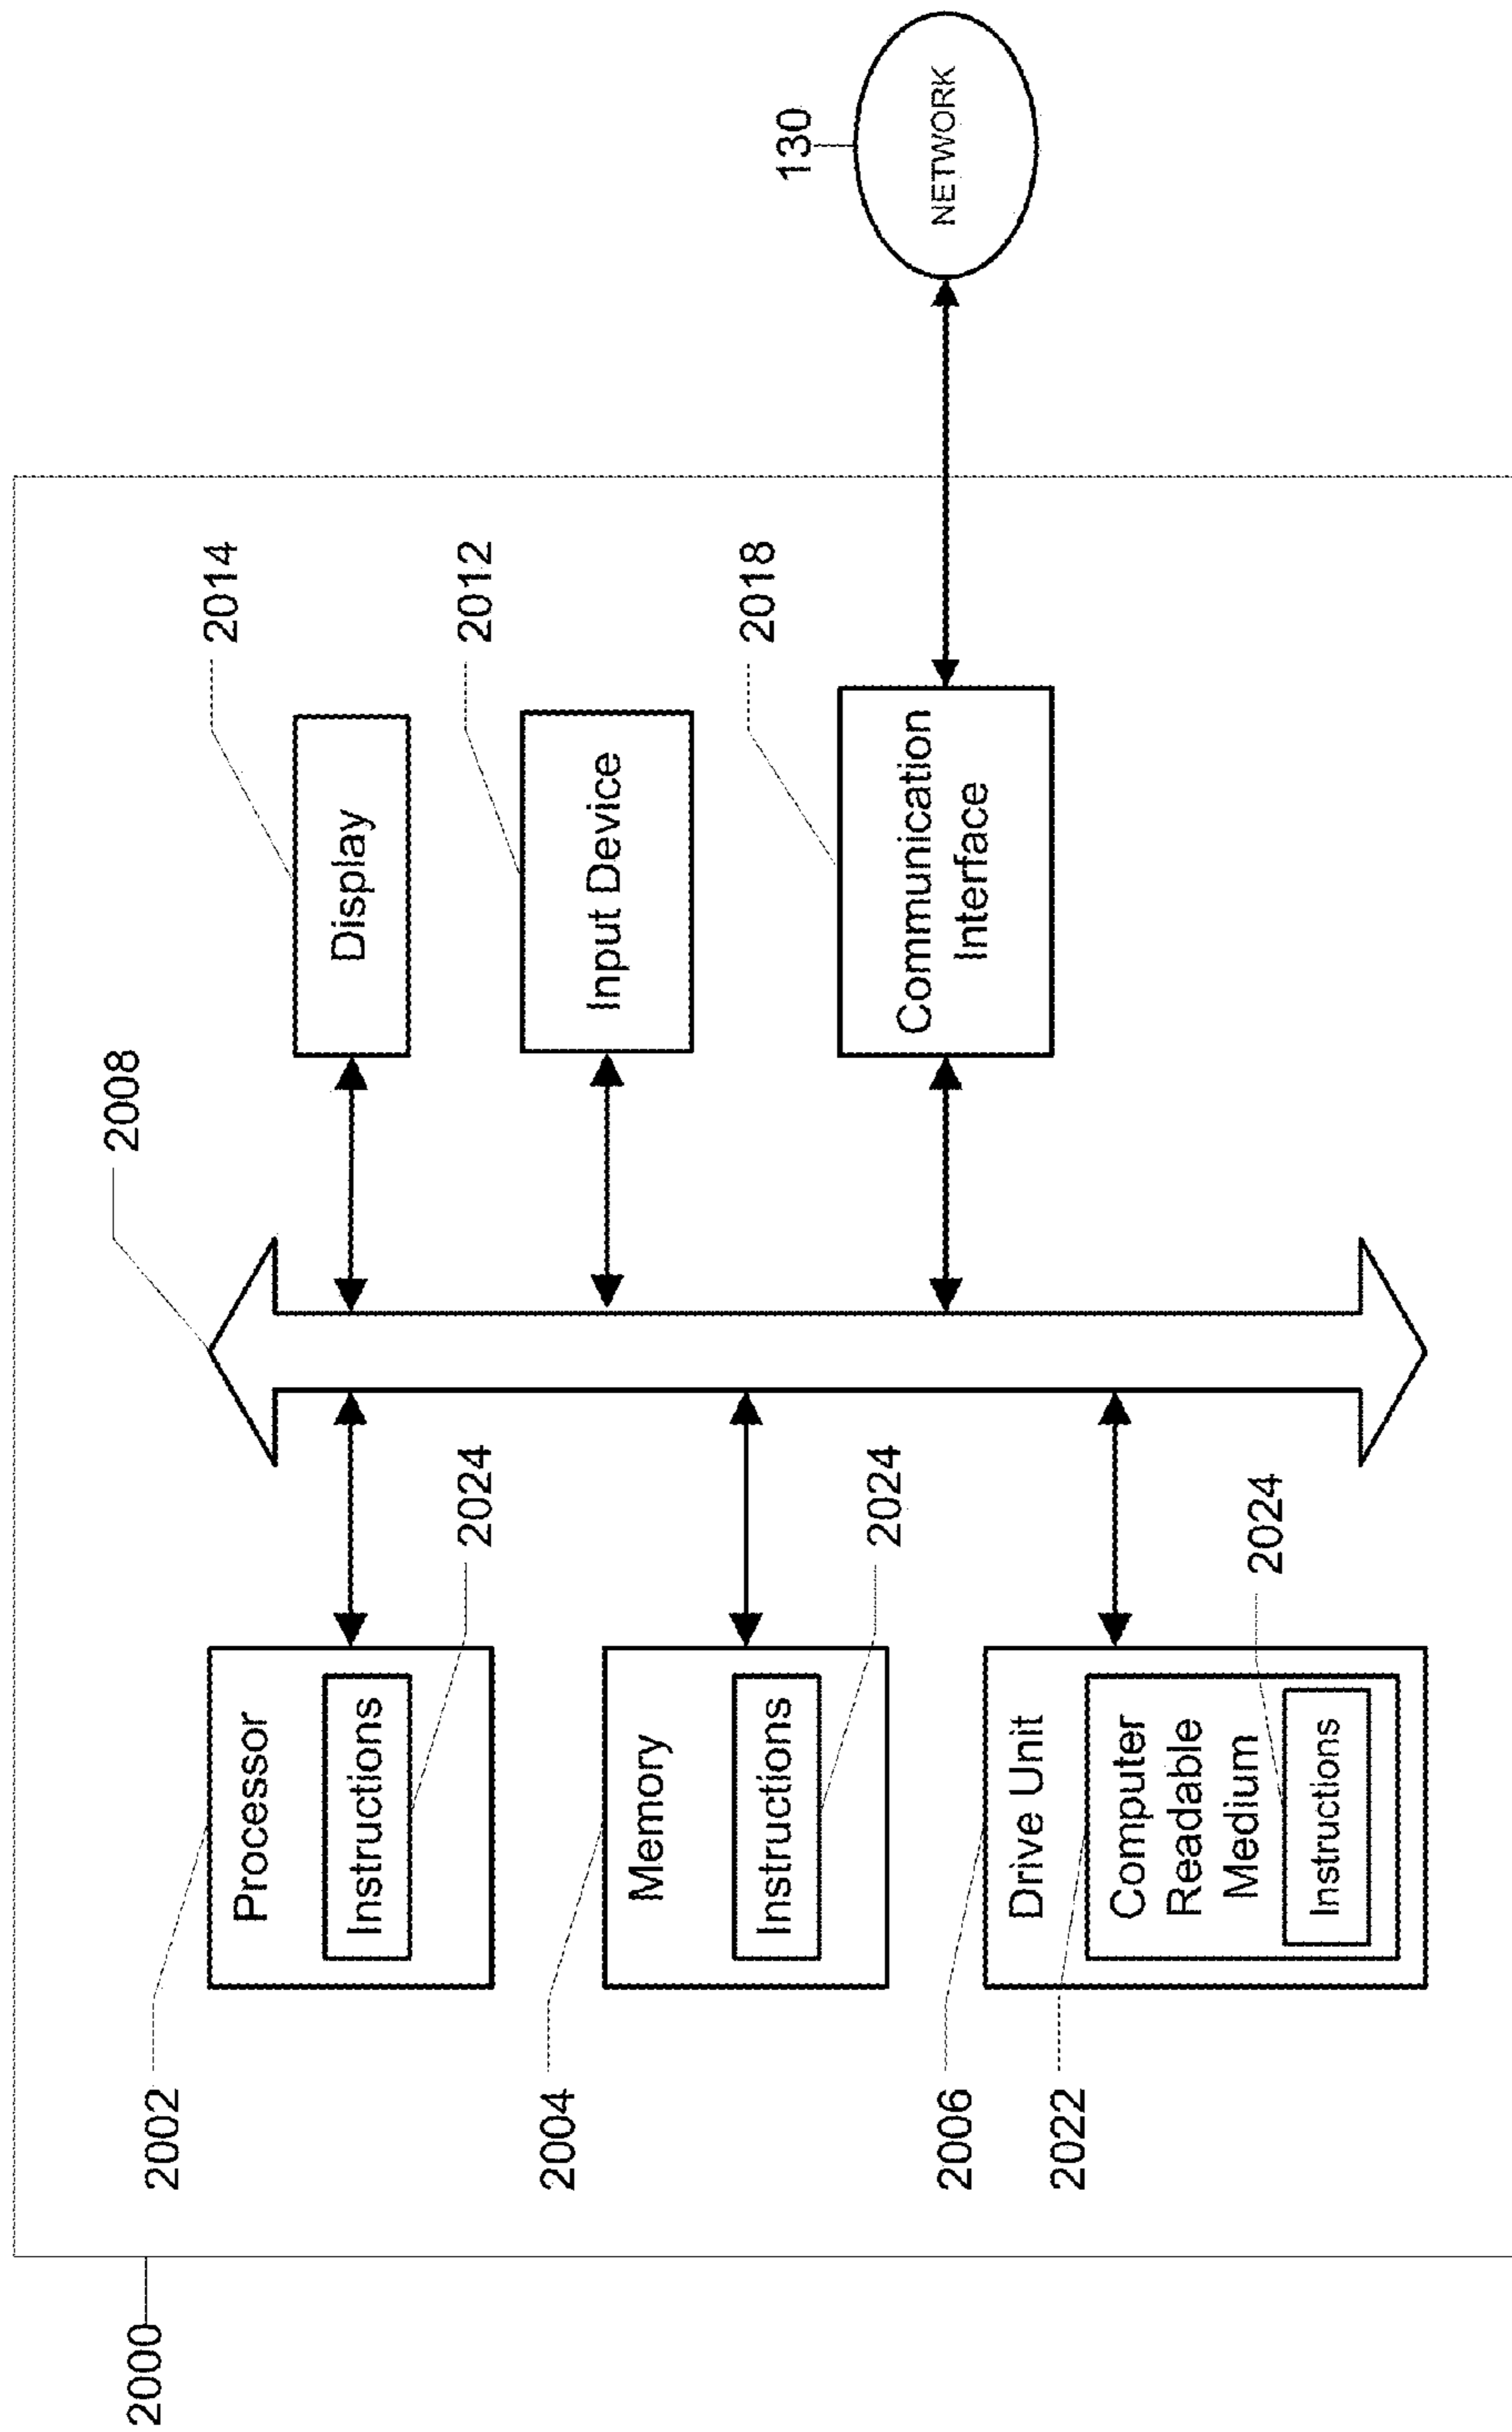 2000
2002
Processor
Instructions
2024
2004
Memory
Instructions
2024
2006
Drive Unit
2022
Computer
Readable
Medium
Instructions
2024
2008
2014
Display
2012
Input Device
2018
Communication
Interface
130
NETWORK